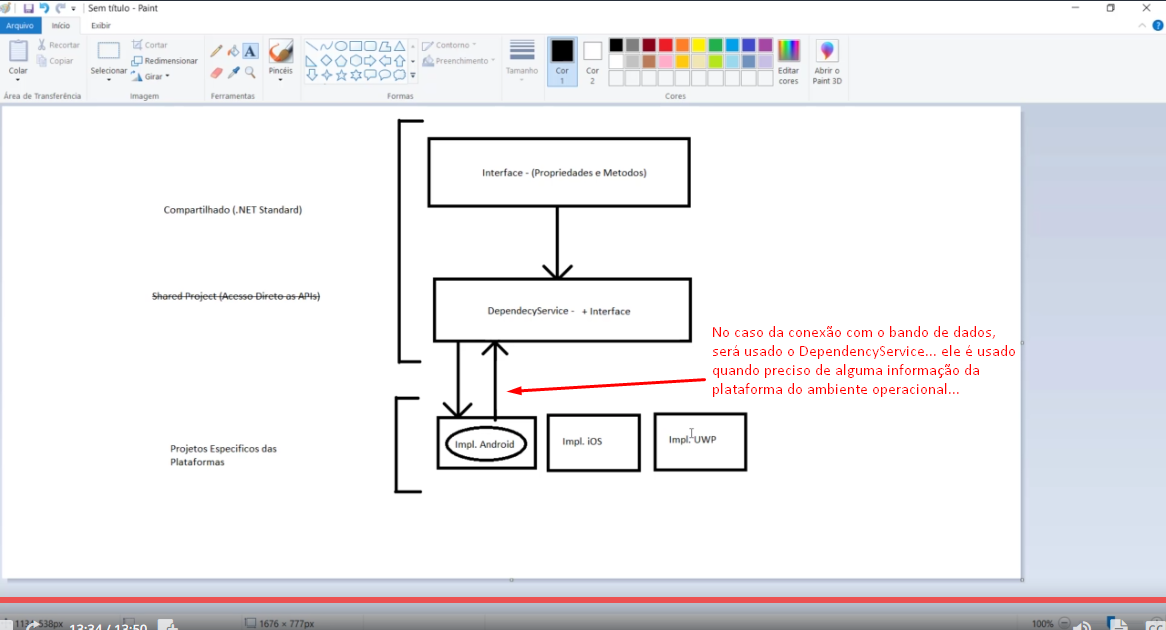 Sem título - Paint
Arquivo Início Exibir
Colar
Recortar
Copiar
Área de Transferência
Selecionar
Cortar
Redimensionar
Girar
Imagem
A
Ferramentas
Pincéis
Contorno
Preenchimento
Formas
Tamanho
Cor
1
Cor
2
Editar
cores
Abrir o
Paint 3D
Cores
Interface - (Propriedades e Metodos)
Compartilhado (.NET Standard)
Shared Project (Acesso Direto as APIs)
DependecyService - + Interface
No caso da conexão com o bando de dados,
será usado o DependencyService... ele é usado
quando preciso de alguma informação da
plataforma do ambiente operacional...
Projetos Especificos das
Plataformas
Impl. Android
Impl. iOS
Impl. UWP
13:34 / 13:50
1676 × 777px
100%
CC